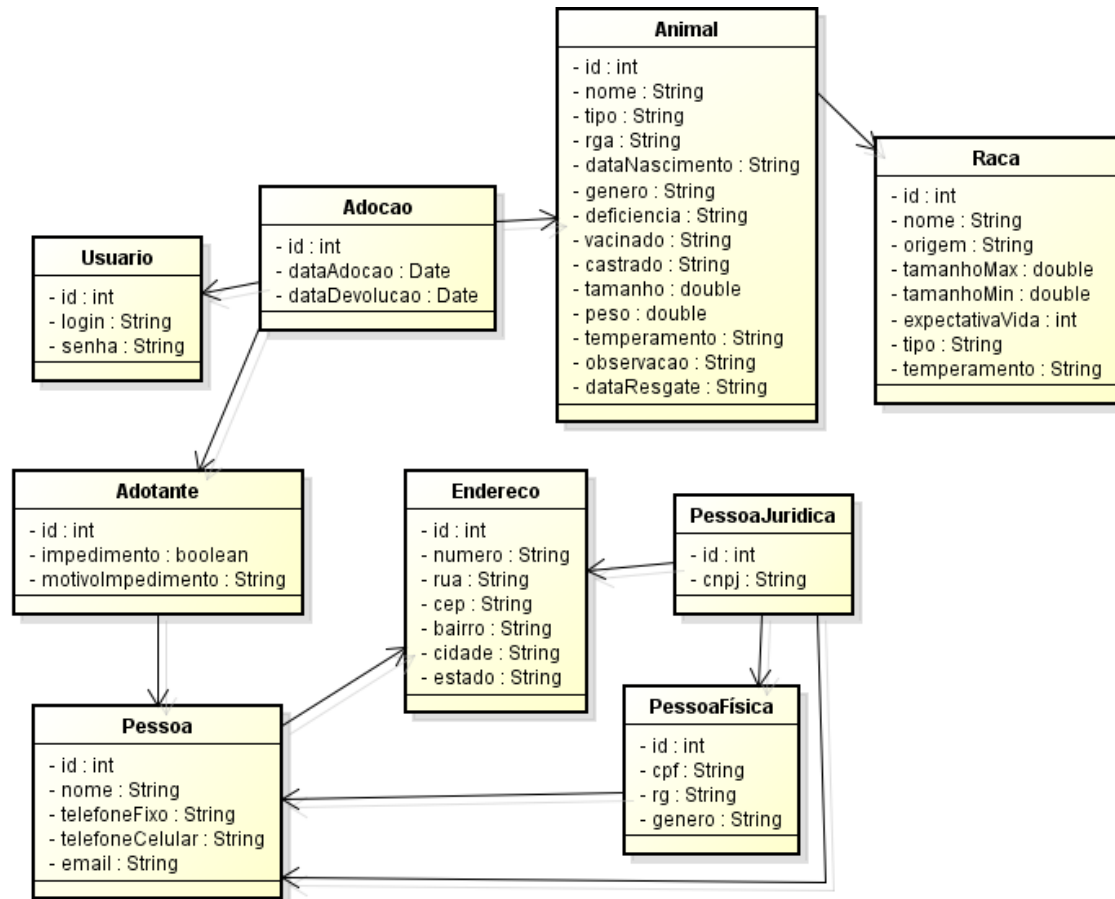 Animal
- id : int
- nome : String
- tipo : String
- rga : String
- dataNascimento : String
- genero : String
- deficiencia : String
- vacinado : String
- castrado : String
- tamanho : double
- peso : double
- temperamento : String
- observacao : String
- dataResgate : String
Raca
- id : int
- nome : String
- origem : String
- tamanhoMax : double
- tamanhoMin : double
- expectativaVida : int
- tipo : String
- temperamento : String
Adocao
- id : int
- dataAdocao : Date
- dataDevolucao : Date
Usuario
- id : int
- login : String
- senha : String
Adotante
- id : int
- impedimento : boolean
- motivoImpedimento : String
Endereco
- id : int
- numero : String
- rua : String
- cep : String
- bairro : String
- cidade : String
- estado : String
PessoaJuridica
- id : int
- cnpj : String
PessoaFísica
- id : int
- cpf : String
- rg : String
- genero : String
Pessoa
- id : int
- nome : String
- telefoneFixo : String
- telefoneCelular : String
- email : String